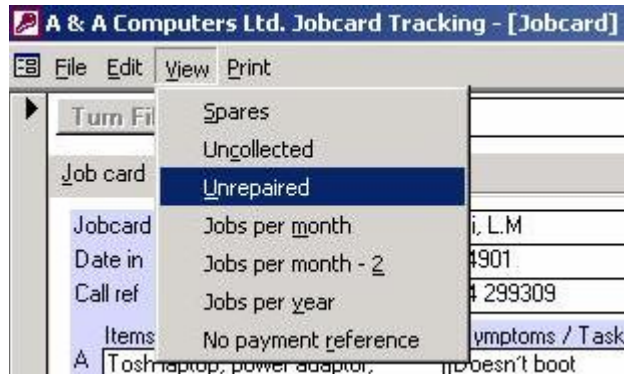 A & A Computers Ltd. Jobcard Tracking - [Jobcard]
File Edit View Print
Turn Fil
Spares
Uncollected
Job card
Unrepaired
Jobcard
Jobs per month
i, L.M
Date in
Jobs per month - 2
4901
Call ref
Jobs per year
4 299309
Items
No payment reference
ymptoms / Task
A Tosh laptop, power adaptor,
Doesn't boot